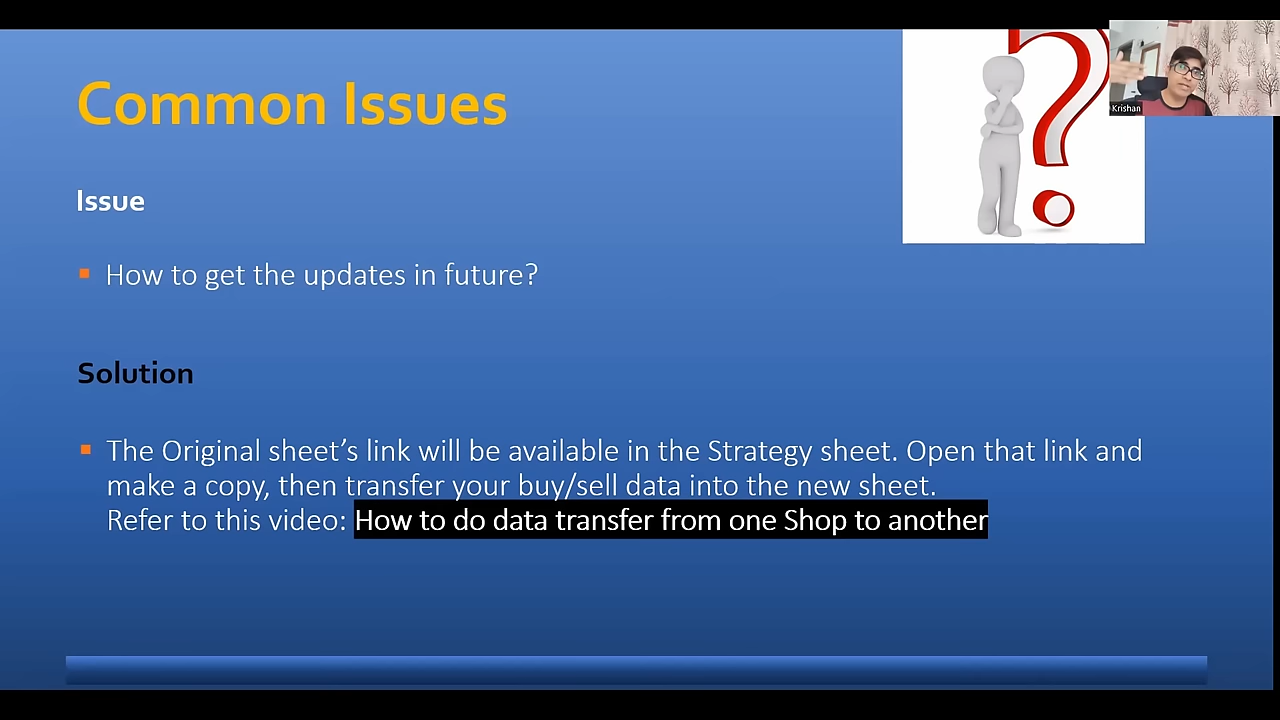 Common Issues
Krishan
Issue
How to get the updates in future?
Solution
The Original sheet’s link will be available in the Strategy sheet. Open that link and
make a copy, then transfer your buy/sell data into the new sheet.
Refer to this video: How to do data transfer from one Shop to another